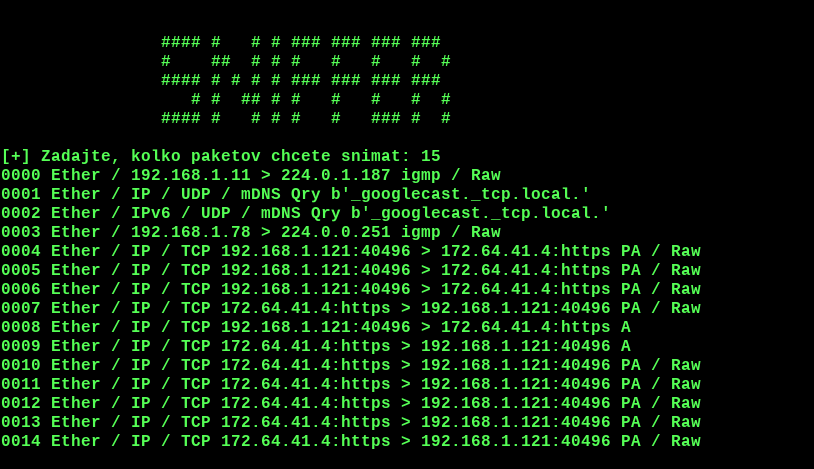 #### #   # # ### ### ### ###
#    ##  # # #   #   #   #  #
#### # # # # ### ### ### ###
   # #  ## # #   #   #   #  #
#### #   # # #   #   ### #  #
[+] Zadajte, kolko paketov chcete snimat: 15
0000 Ether / 192.168.1.11 > 224.0.1.187 igmp / Raw
0001 Ether / IP / UDP / mDNS Qry b'_googlecast._tcp.local.'
0002 Ether / IPv6 / UDP / mDNS Qry b'_googlecast._tcp.local.'
0003 Ether / 192.168.1.78 > 224.0.0.251 igmp / Raw
0004 Ether / IP / TCP 192.168.1.121:40496 > 172.64.41.4:https PA / Raw
0005 Ether / IP / TCP 192.168.1.121:40496 > 172.64.41.4:https PA / Raw
0006 Ether / IP / TCP 192.168.1.121:40496 > 172.64.41.4:https PA / Raw
0007 Ether / IP / TCP 172.64.41.4:https > 192.168.1.121:40496 PA / Raw
0008 Ether / IP / TCP 192.168.1.121:40496 > 172.64.41.4:https A
0009 Ether / IP / TCP 172.64.41.4:https > 192.168.1.121:40496 A
0010 Ether / IP / TCP 172.64.41.4:https > 192.168.1.121:40496 PA / Raw
0011 Ether / IP / TCP 172.64.41.4:https > 192.168.1.121:40496 PA / Raw
0012 Ether / IP / TCP 172.64.41.4:https > 192.168.1.121:40496 PA / Raw
0013 Ether / IP / TCP 172.64.41.4:https > 192.168.1.121:40496 PA / Raw
0014 Ether / IP / TCP 172.64.41.4:https > 192.168.1.121:40496 PA / Raw